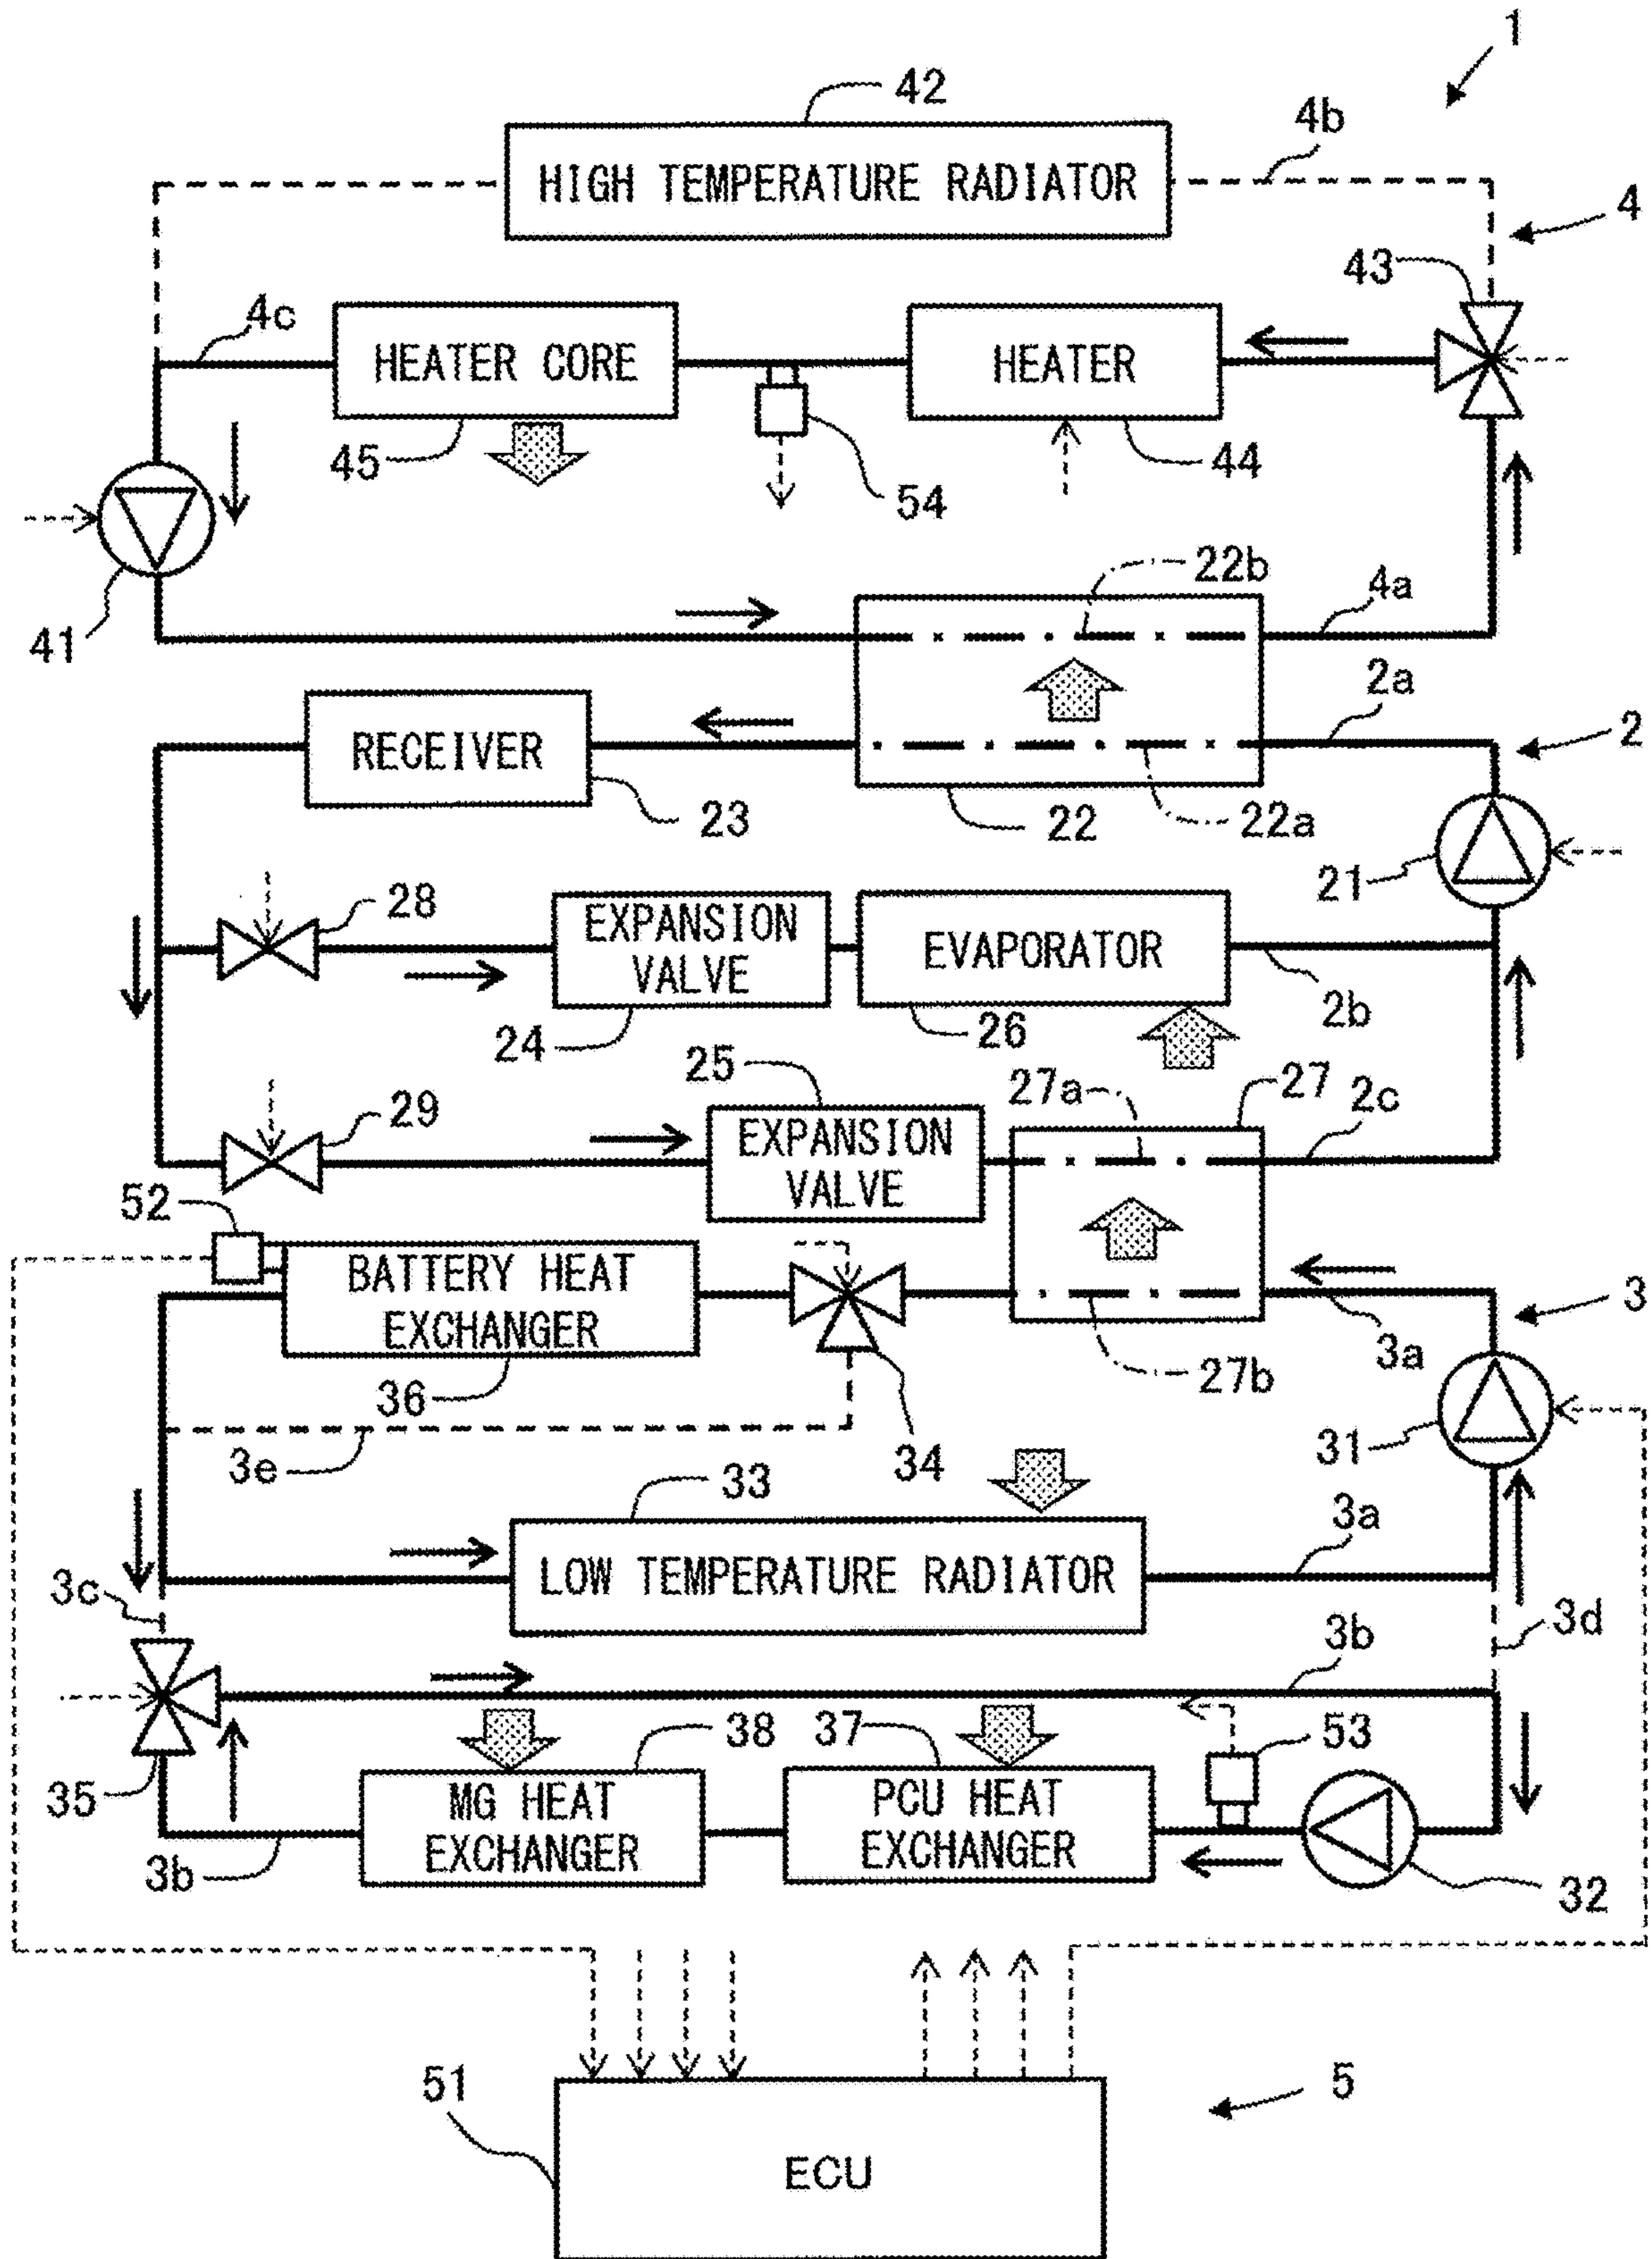 1
42
4b
HIGH TEMPERATURE RADIATOR
4
43
4c
HEATER CORE
HEATER
45
54
44
41
22b
4a
2a
RECEIVER
2
23
22
22a
21
28
EXPANSION
VALVE
EVAPORATOR
24
26
2b
25
27a
27
2c
29
EXPANSION
VALVE
52
BATTERY HEAT
EXCHANGER
3
3a
36
27b
31
3e
34
33
3a
LOW TEMPERATURE RADIATOR
3c
3d
3b
38
37
53
35
MG HEAT
EXCHANGER
PCU HEAT
EXCHANGER
3b
32
51
5
ECU